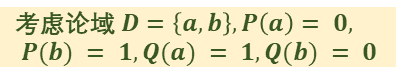 考虑论域 D = {a, b}, P(a) = 0,
P(b) = 1, Q(a) = 1, Q(b) = 0